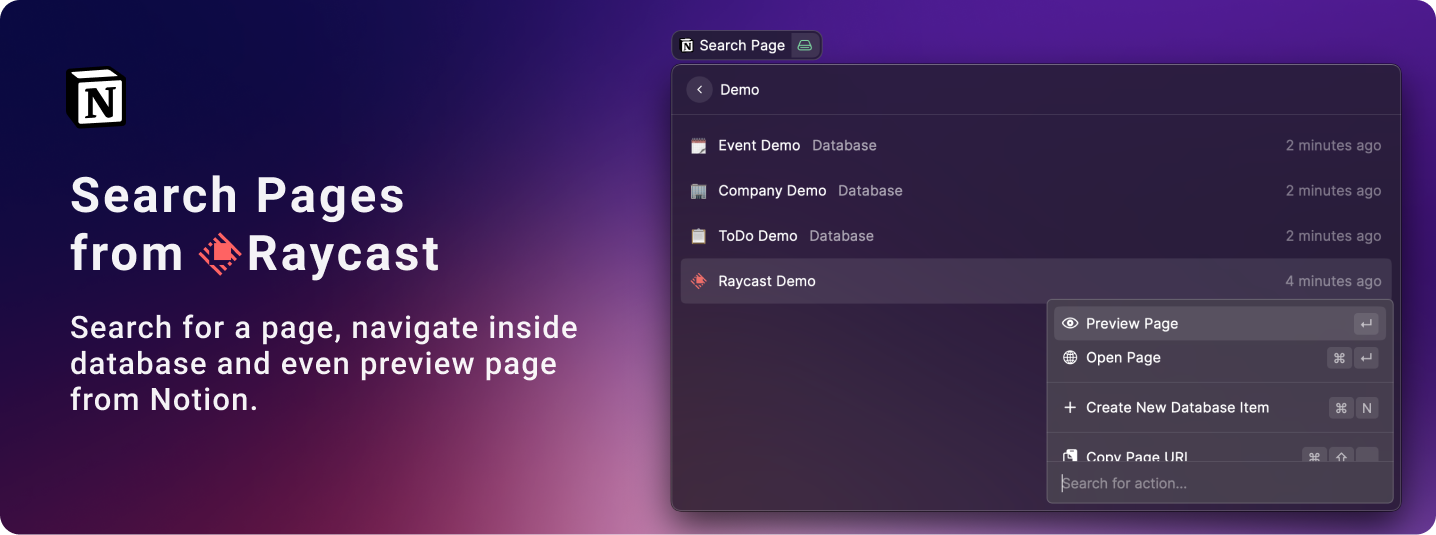 N
Search Pages
from Raycast
Search for a page, navigate inside
database and even preview page
from Notion.
N Search Page
Demo
Event Demo Database 2 minutes ago
Company Demo Database 2 minutes ago
ToDo Demo Database 2 minutes ago
Raycast Demo 4 minutes ago
Preview Page ↵
Open Page ⌘ ↵
+ Create New Database Item ⌘ N
Copy Page URL ⌘ ⇧
Search for action...